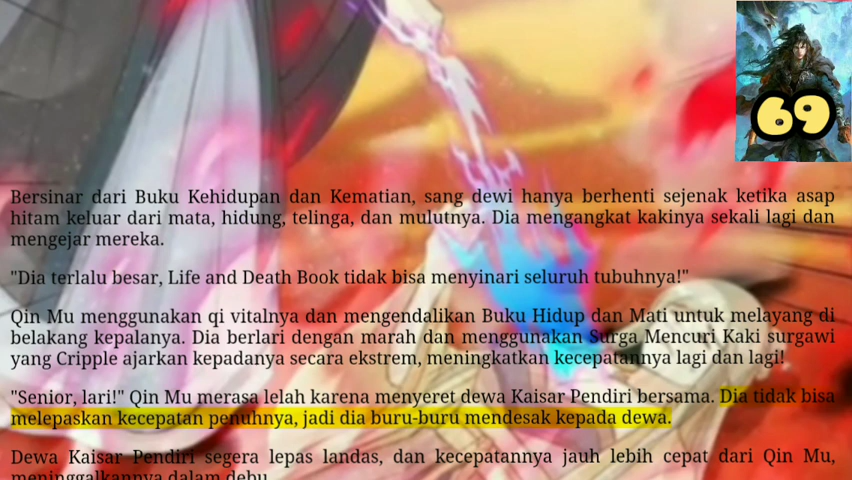 69
Bersinar dari Buku Kehidupan dan Kematian, sang dewi hanya berhenti sejenak ketika asap
hitam keluar dari mata, hidung, telinga, dan mulutnya. Dia mengangkat kakinya sekali lagi dan
mengejar mereka.
"Dia terlalu besar, Life and Death Book tidak bisa menyinari seluruh tubuhnya!"
Qin Mu menggunakan qi vitalnya dan mengendalikan Buku Hidup dan Mati untuk melayang di
belakang kepalanya. Dia berlari dengan marah dan menggunakan Surga Mencuri Kaki surgawi
yang Cripple ajarkan kepadanya secara ekstrem, meningkatkan kecepatannya lagi dan lagi!
"Senior, lari!" Qin Mu merasa lelah karena menyeret dewa Kaisar Pendiri bersama. Dia tidak bisa
melepaskan kecepatan penuhnya, jadi dia buru-buru mendesak kepada dewa.
Dewa Kaisar Pendiri segera lepas landas, dan kecepatannya jauh lebih cepat dari Qin Mu,
meninggalkannya dalam debu.